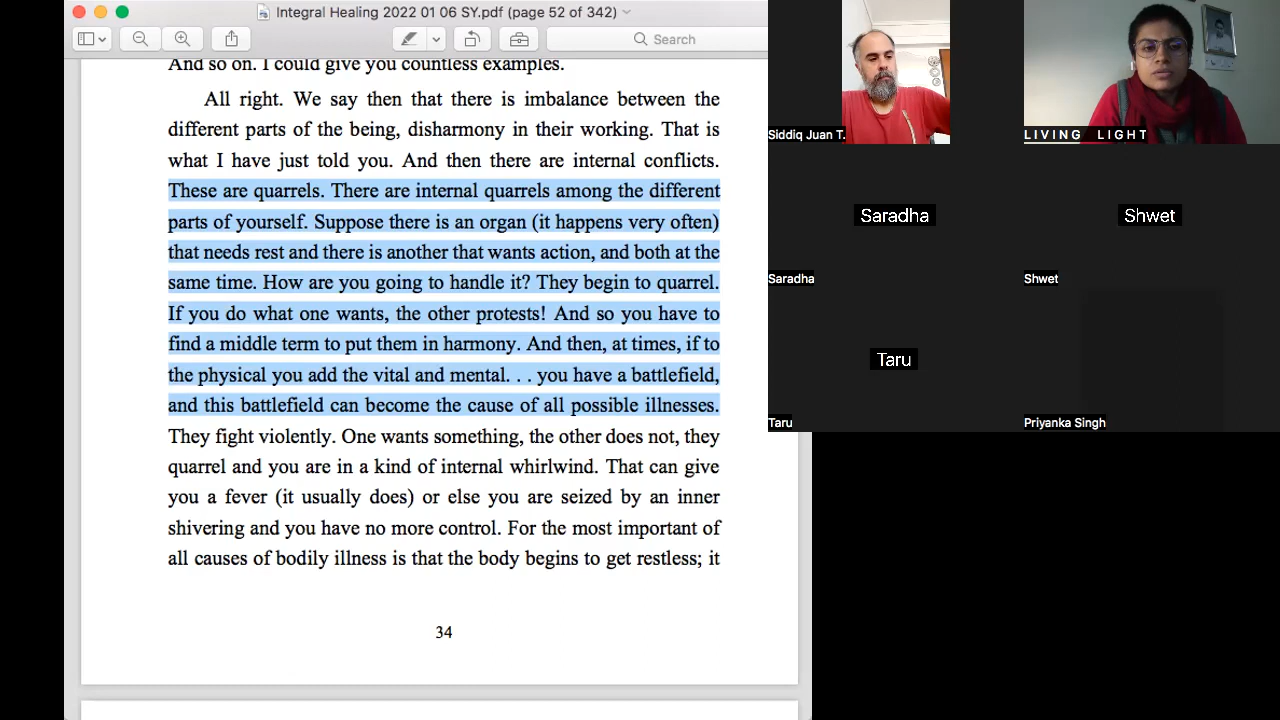 Integral Healing 2022 01 06 SY.pdf (page 52 of 342)
Search
And so on. I could give you countless examples.
All right. We say then that there is imbalance between the
different parts of the being, disharmony in their working. That is
what I have just told you. And then there are internal conflicts.
These are quarrels. There are internal quarrels among the different
parts of yourself. Suppose there is an organ (it happens very often)
that needs rest and there is another that wants action, and both at the
same time. How are you going to handle it? They begin to quarrel.
If you do what one wants, the other protests! And so you have to
find a middle term to put them in harmony. And then, at times, if to
the physical you add the vital and mental. . . you have a battlefield,
and this battlefield can become the cause of all possible illnesses.
They fight violently. One wants something, the other does not, they
quarrel and you are in a kind of internal whirlwind. That can give
you a fever (it usually does) or else you are seized by an inner
shivering and you have no more control. For the most important of
all causes of bodily illness is that the body begins to get restless; it
34
Siddiq Juan T.
LIVING LIGHT
Saradha
Shwet
Saradha
Shwet
Taru
Taru
Priyanka Singh